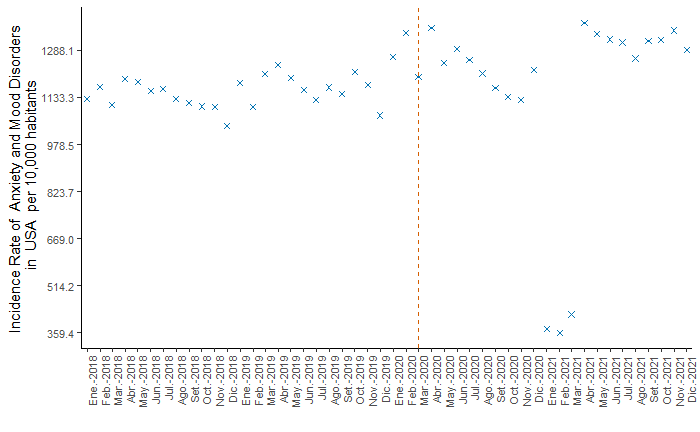 Incidence Rate of Anxiety and Mood Disorders
in USA per 10,000 habitants
1288.1
1133.3
978.5
823.7
669.0
514.2
359.4
Ene.-2018
Feb.-2018
Mar.-2018
Abr.-2018
May.-2018
Jun.-2018
Jul.-2018
Ago.-2018
Sep.-2018
Oct.-2018
Nov.-2018
Dic.-2018
Ene.-2019
Feb.-2019
Mar.-2019
Abr.-2019
May.-2019
Jun.-2019
Jul.-2019
Ago.-2019
Sep.-2019
Oct.-2019
Nov.-2019
Dic.-2019
Ene.-2020
Feb.-2020
Mar.-2020
Abr.-2020
May.-2020
Jun.-2020
Jul.-2020
Ago.-2020
Sep.-2020
Oct.-2020
Nov.-2020
Dic.-2020
Ene.-2021
Feb.-2021
Mar.-2021
Abr.-2021
May.-2021
Jun.-2021
Jul.-2021
Ago.-2021
Sep.-2021
Oct.-2021
Nov.-2021
Dic.-2021